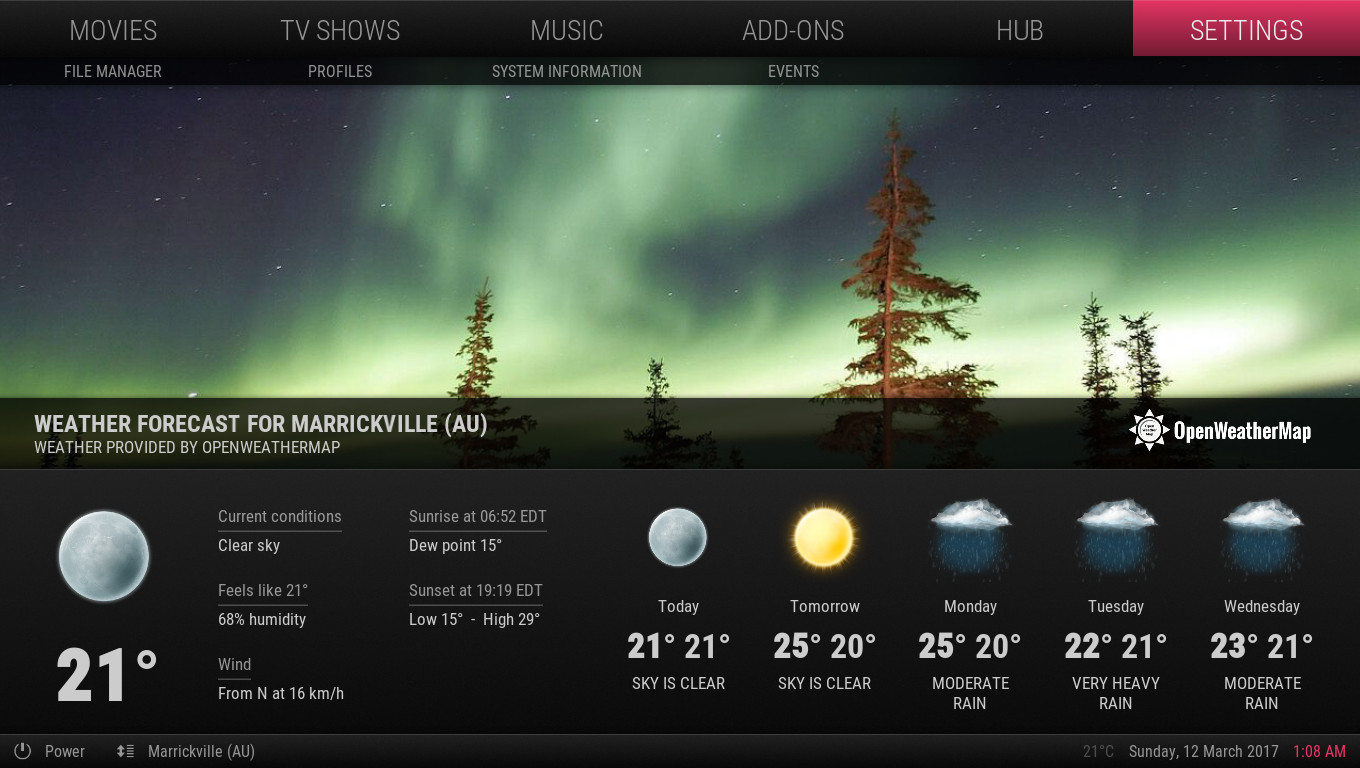 MOVIES TV SHOWS MUSIC ADD-ONS HUB SETTINGS
FILE MANAGER PROFILES SYSTEM INFORMATION EVENTS
WEATHER FORECAST FOR MARRICKVILLE (AU)
WEATHER PROVIDED BY OPENWEATHERMAP
OpenWeatherMap
Current conditions
Clear sky
Feels like 21°
68% humidity
Wind
From N at 16 km/h
21°
Sunrise at 06:52 EDT
Dew point 15°
Sunset at 19:19 EDT
Low 15° - High 29°
Today
21° 21°
SKY IS CLEAR
Tomorrow
25° 20°
SKY IS CLEAR
Monday
25° 20°
MODERATE
RAIN
Tuesday
22° 21°
VERY HEAVY
RAIN
Wednesday
23° 21°
MODERATE
RAIN
Power Marrickville (AU) 21°C Sunday, 12 March 2017 1:08 AM